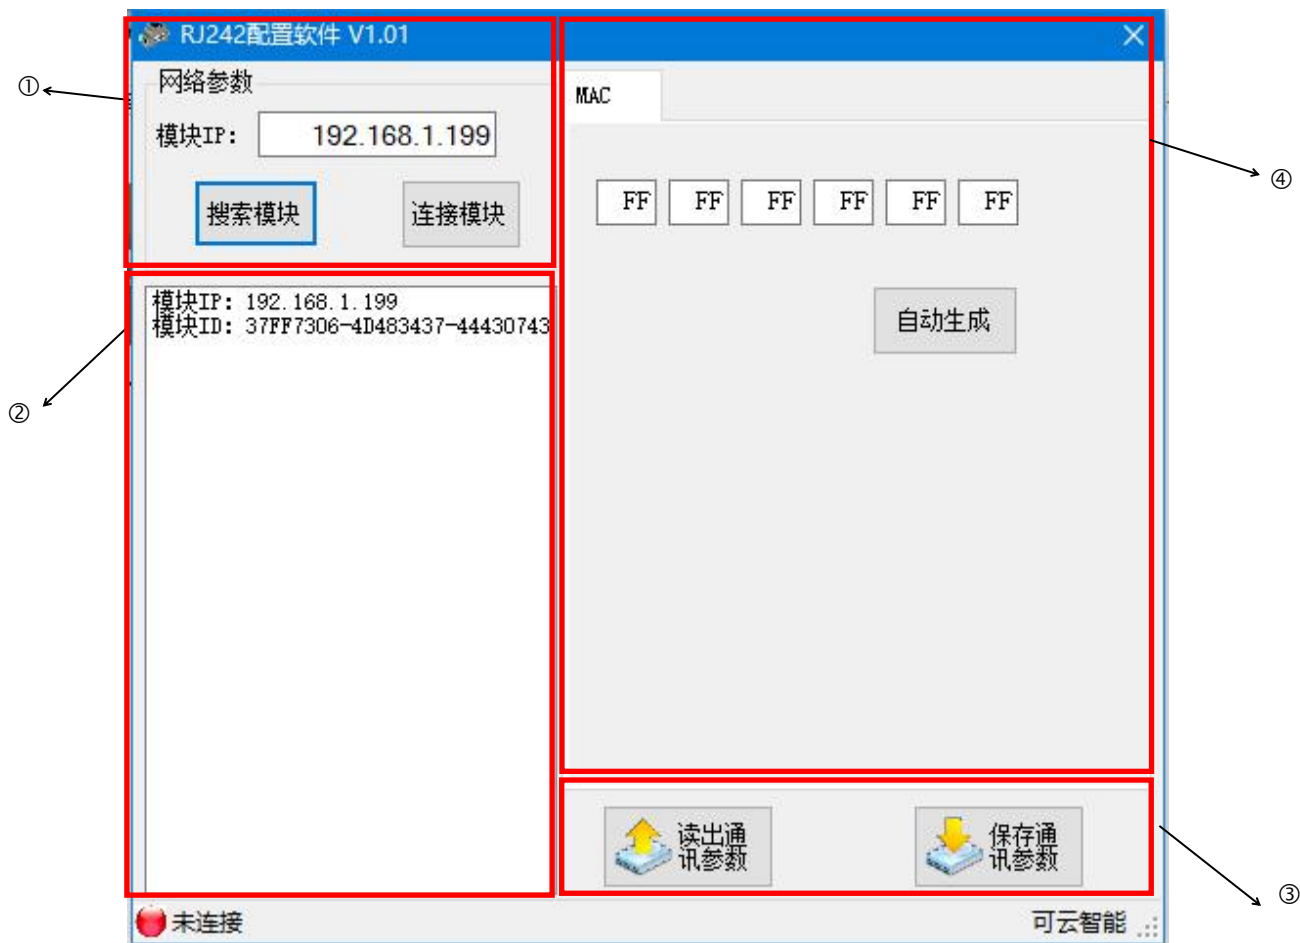 RJ242配置软件 V1.01
①
网络参数
模块IP:
192.168.1.199
搜索模块
连接模块
模块IP: 192.168.1.199
模块ID: 37FF7306-4D483437-44430743
②
MAC
FF FF FF FF FF FF
自动生成
④
读出通
讯参数
保存通
讯参数
③
未连接
可云智能